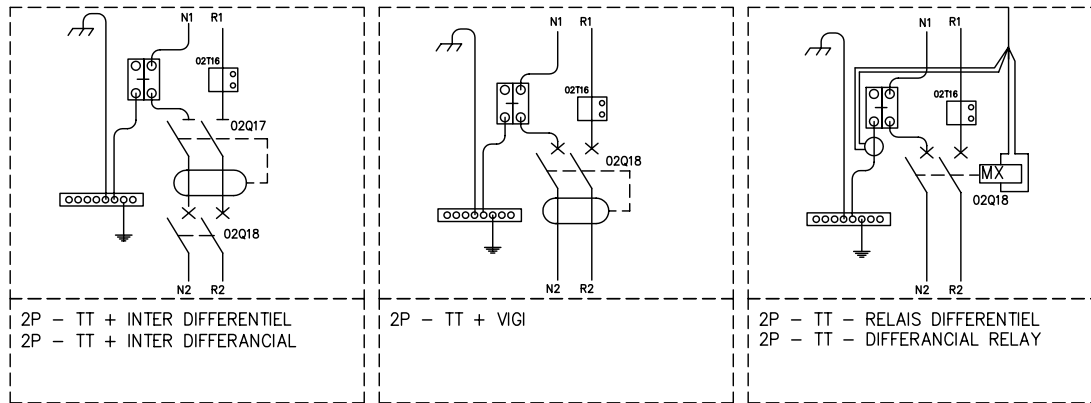 N1 R1
02T16
02Q17
02Q18
N2 R2
2P - TT + INTER DIFFERENTIEL
2P - TT + INTER DIFFERANCIAL
N1 R1
02T16
02Q18
N2 R2
2P - TT + VIGI
N1 R1
02T16
MX
02Q18
N2 R2
2P - TT - RELAIS DIFFERENTIEL
2P - TT - DIFFERANCIAL RELAY